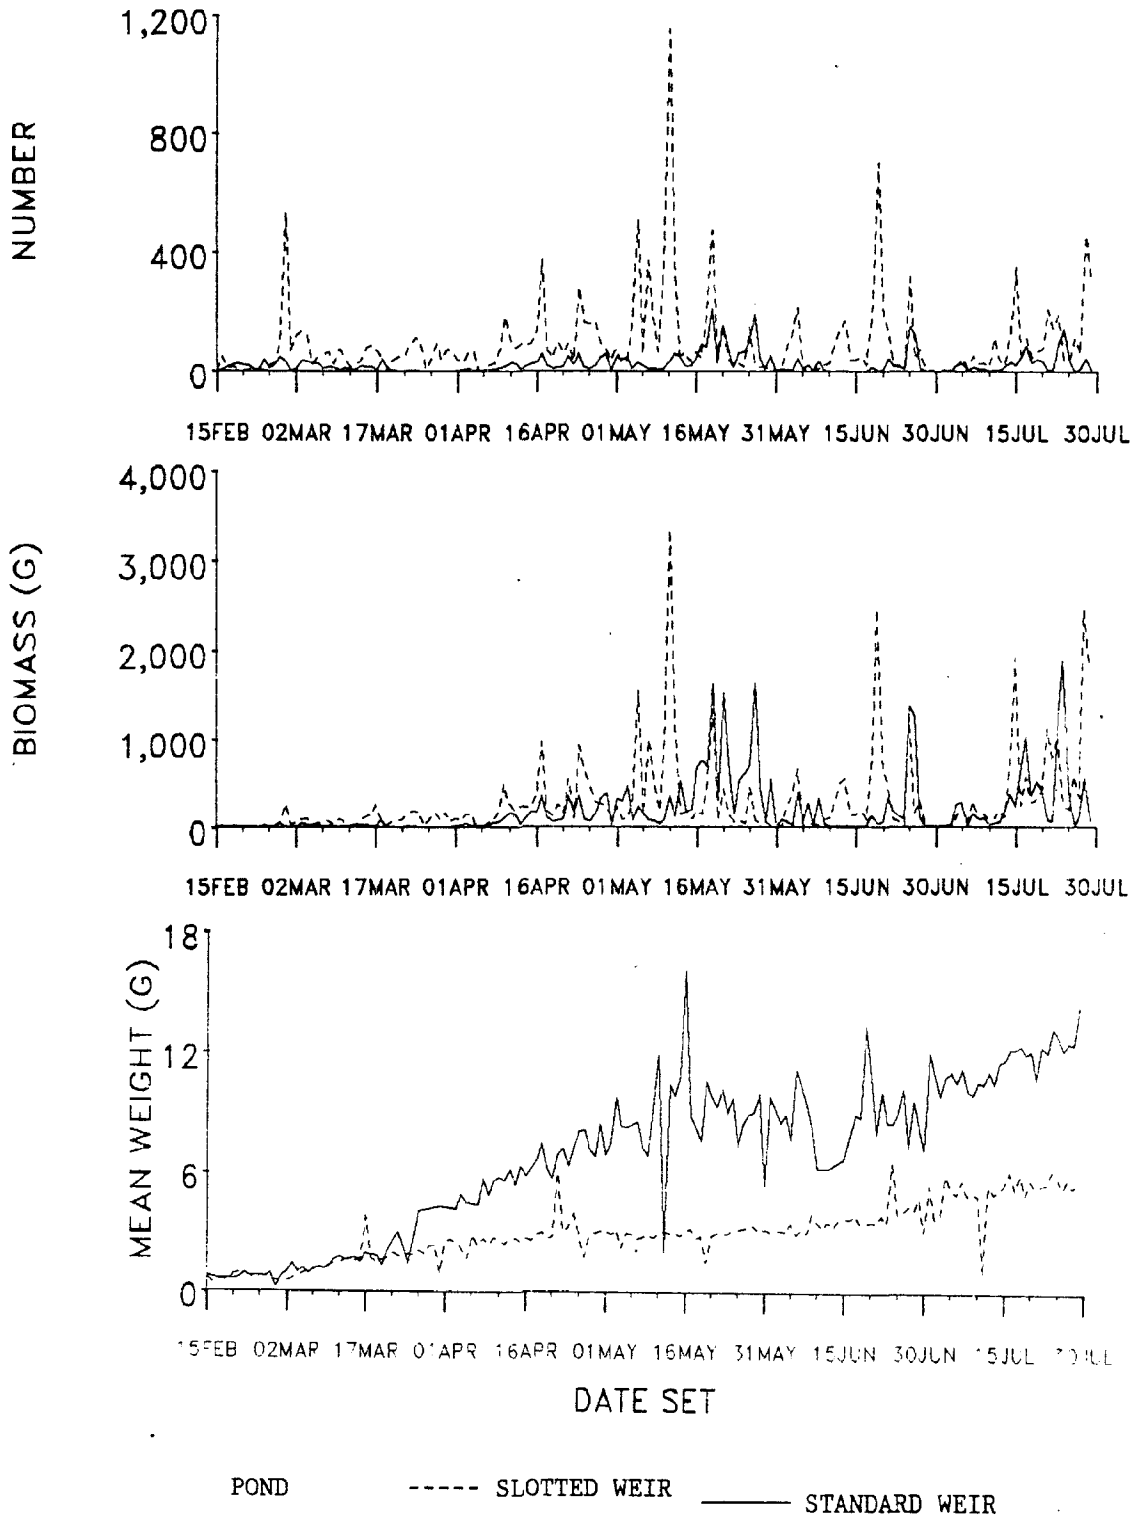 1,200
800
400
0
NUMBER
15FEB 02MAR 17MAR 01APR 16APR 01MAY 16MAY 31MAY 15JUN 30JUN 15JUL 30JUL
4,000
3,000
2,000
1,000
0
BIOMASS (G)
15FEB 02MAR 17MAR 01APR 16APR 01MAY 16MAY 31MAY 15JUN 30JUN 15JUL 30JUL
18
12
6
0
MEAN WEIGHT (G)
15FEB 02MAR 17MAR 01APR 16APR 01MAY 16MAY 31MAY 15JUN 30JUN 15JUL 30JUL
DATE SET
POND ----- SLOTTED WEIR ——— STANDARD WEIR